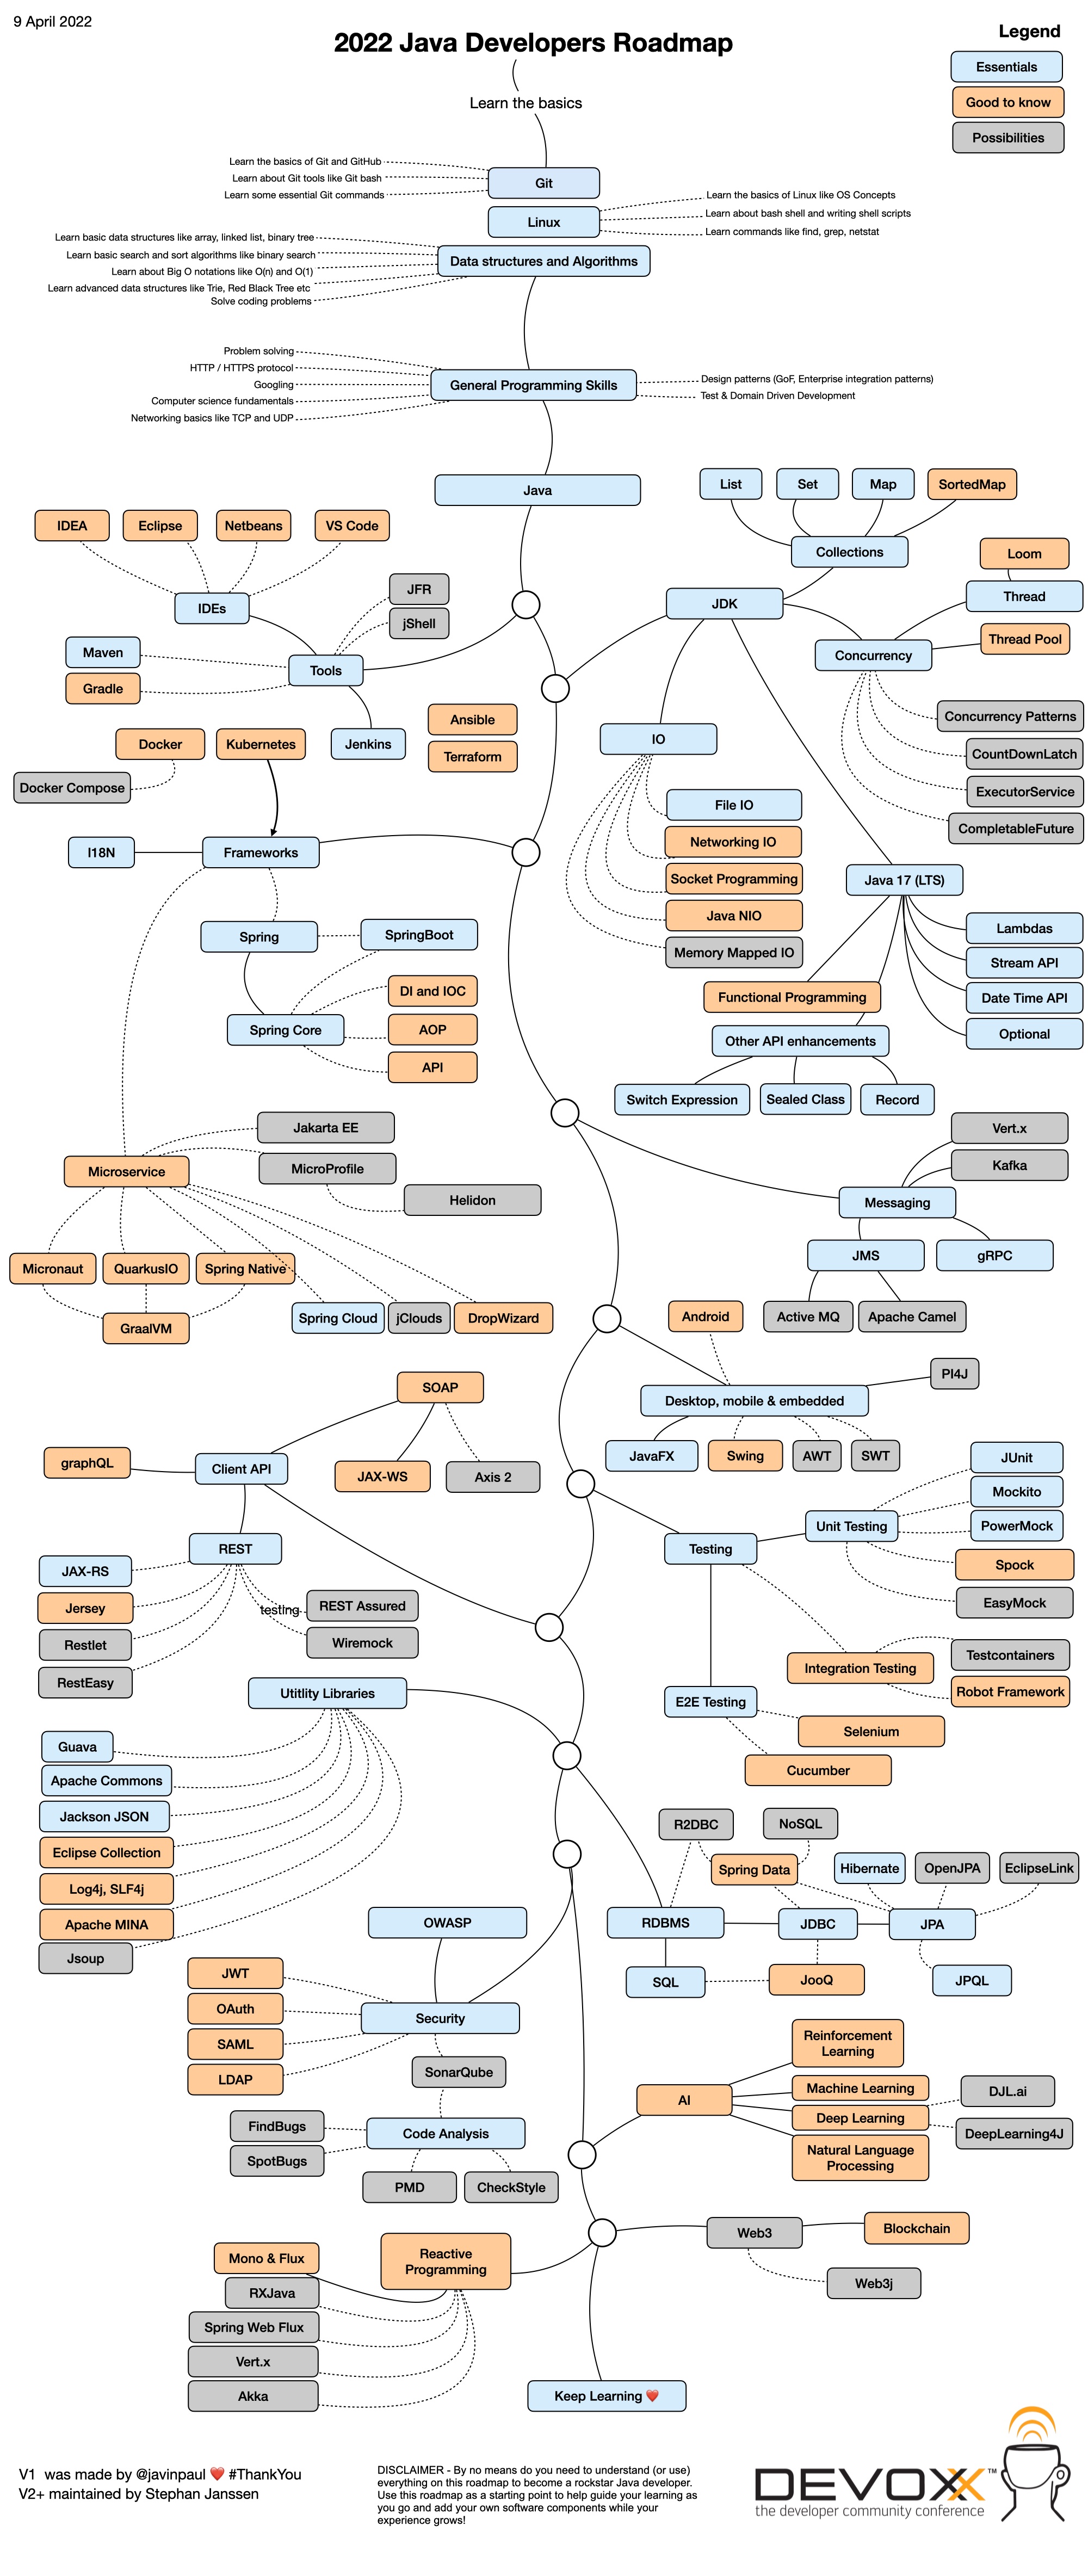 9 April 2022
2022 Java Developers Roadmap
Legend
Essentials
Good to know
Possibilities
Learn the basics
Learn the basics of Git and GitHub
Learn about Git tools like Git bash
Learn some essential Git commands
Git
Linux
Learn the basics of Linux like OS Concepts
Learn about bash shell and writing shell scripts
Learn commands like find, grep, netstat
Learn basic data structures like array, linked list, binary tree
Learn basic search and sort algorithms like binary search
Learn about Big O notations like O(n) and O(1)
Learn advanced data structures like Trie, Red Black Tree etc
Solve coding problems
Data structures and Algorithms
Problem solving
HTTP / HTTPS protocol
Googling
Computer science fundamentals
Networking basics like TCP and UDP
General Programming Skills
Design patterns (GoF, Enterprise integration patterns)
Test & Domain Driven Development
Java
List
Set
Map
SortedMap
Collections
IDEA
Eclipse
Netbeans
VS Code
IDEs
JFR
jShell
Maven
Gradle
Tools
Jenkins
Ansible
Terraform
JDK
Loom
Thread
Thread Pool
Concurrency
Concurrency Patterns
CountDownLatch
ExecutorService
CompletableFuture
IO
File IO
Networking IO
Socket Programming
Java NIO
Memory Mapped IO
Docker
Kubernetes
Docker Compose
I18N
Frameworks
Java 17 (LTS)
Lambdas
Stream API
Date Time API
Optional
Functional Programming
Other API enhancements
Switch Expression
Sealed Class
Record
Spring
SpringBoot
Spring Core
DI and IOC
AOP
API
Jakarta EE
MicroProfile
Helidon
Microservice
Micronaut
QuarkusIO
Spring Native
GraalVM
Spring Cloud
jClouds
DropWizard
Vert.x
Kafka
Messaging
JMS
gRPC
Active MQ
Apache Camel
Android
PI4J
Desktop, mobile & embedded
JavaFX
Swing
AWT
SWT
SOAP
graphQL
Client API
JAX-WS
Axis 2
REST
JAX-RS
Jersey
Restlet
RestEasy
testing
REST Assured
Wiremock
JUnit
Mockito
PowerMock
Unit Testing
Testing
Spock
EasyMock
Integration Testing
Testcontainers
Robot Framework
E2E Testing
Selenium
Cucumber
Utitlity Libraries
Guava
Apache Commons
Jackson JSON
Eclipse Collection
Log4j, SLF4j
Apache MINA
Jsoup
R2DBC
NoSQL
Spring Data
Hibernate
OpenJPA
EclipseLink
RDBMS
JDBC
JPA
SQL
JooQ
JPQL
OWASP
JWT
OAuth
SAML
LDAP
Security
SonarQube
FindBugs
SpotBugs
Code Analysis
PMD
CheckStyle
Reinforcement
Learning
AI
Machine Learning
Deep Learning
Natural Language
Processing
DJL.ai
DeepLearning4J
Web3
Blockchain
Web3j
Reactive
Programming
Mono & Flux
RXJava
Spring Web Flux
Vert.x
Akka
Keep Learning ❤️
V1 was made by @javinpaul ❤️ #ThankYou
V2+ maintained by Stephan Janssen
DISCLAIMER - By no means do you need to understand (or use)
everything on this roadmap to become a rockstar Java developer.
Use this roadmap as a starting point to help guide your learning as
you go and add your own software components while your
experience grows!
DEVOXX™
the developer community conference